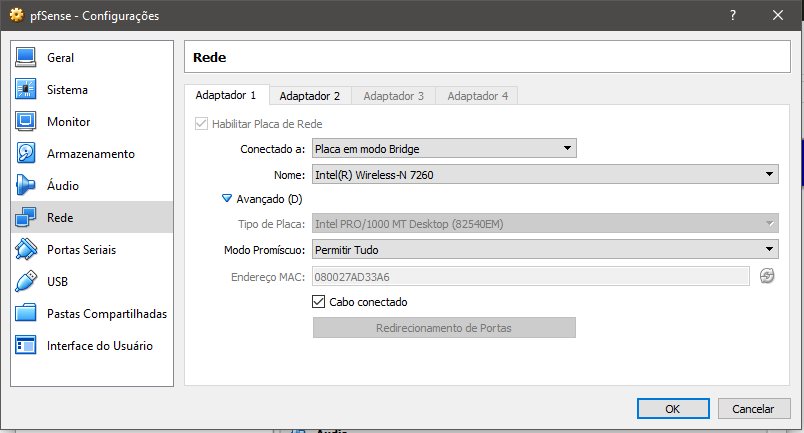 pfSense - Configurações
Geral
Sistema
Monitor
Armazenamento
Áudio
Rede
Portas Seriais
USB
Pastas Compartilhadas
Interface do Usuário
Rede
Adaptador 1 Adaptador 2 Adaptador 3 Adaptador 4
Habilitar Placa de Rede
Conectado a: Placa em modo Bridge
Nome: Intel(R) Wireless-N 7260
Avançado (D)
Tipo de Placa: Intel PRO/1000 MT Desktop (82540EM)
Modo Promíscuo: Permitir Tudo
Endereço MAC: 080027AD33A6
Cabo conectado
Redirecionamento de Portas
OK Cancelar